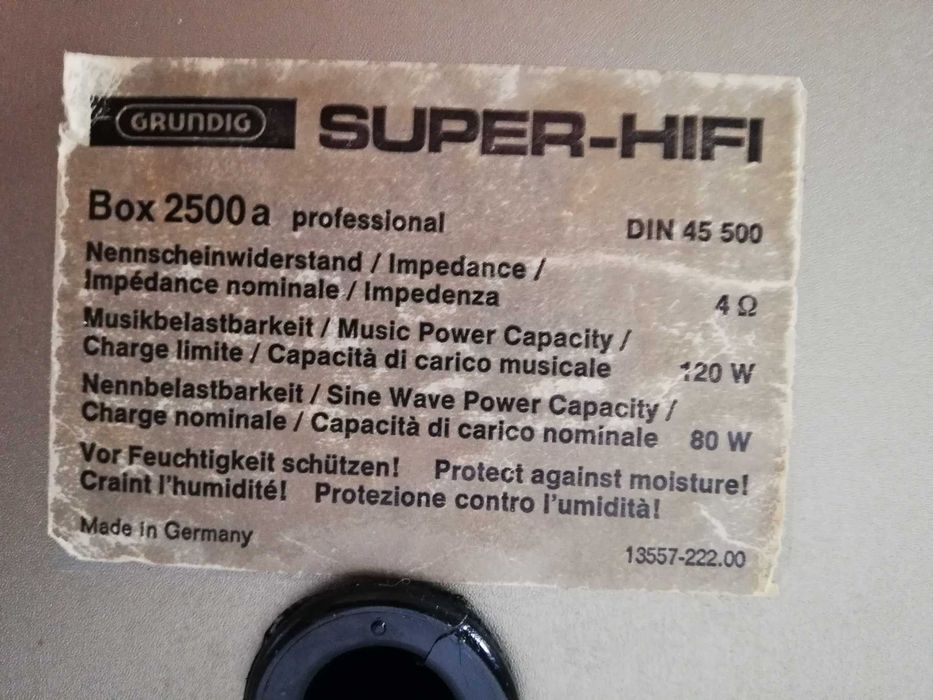 GRUNDIG SUPER-HIFI
Box 2500 a professional DIN 45 500
Nennscheinwiderstand / Impedance /
Impédance nominale / Impedenza 4 Ω
Musikbelastbarkeit / Music Power Capacity /
Charge limite / Capacità di carico musicale 120 W
Nennbelastbarkeit / Sine Wave Power Capacity /
Charge nominale / Capacità di carico nominale 80 W
Vor Feuchtigkeit schützen! Protect against moisture!
Craint l'humidité! Protezione contro l'umidità!
Made in Germany 13557-222.00